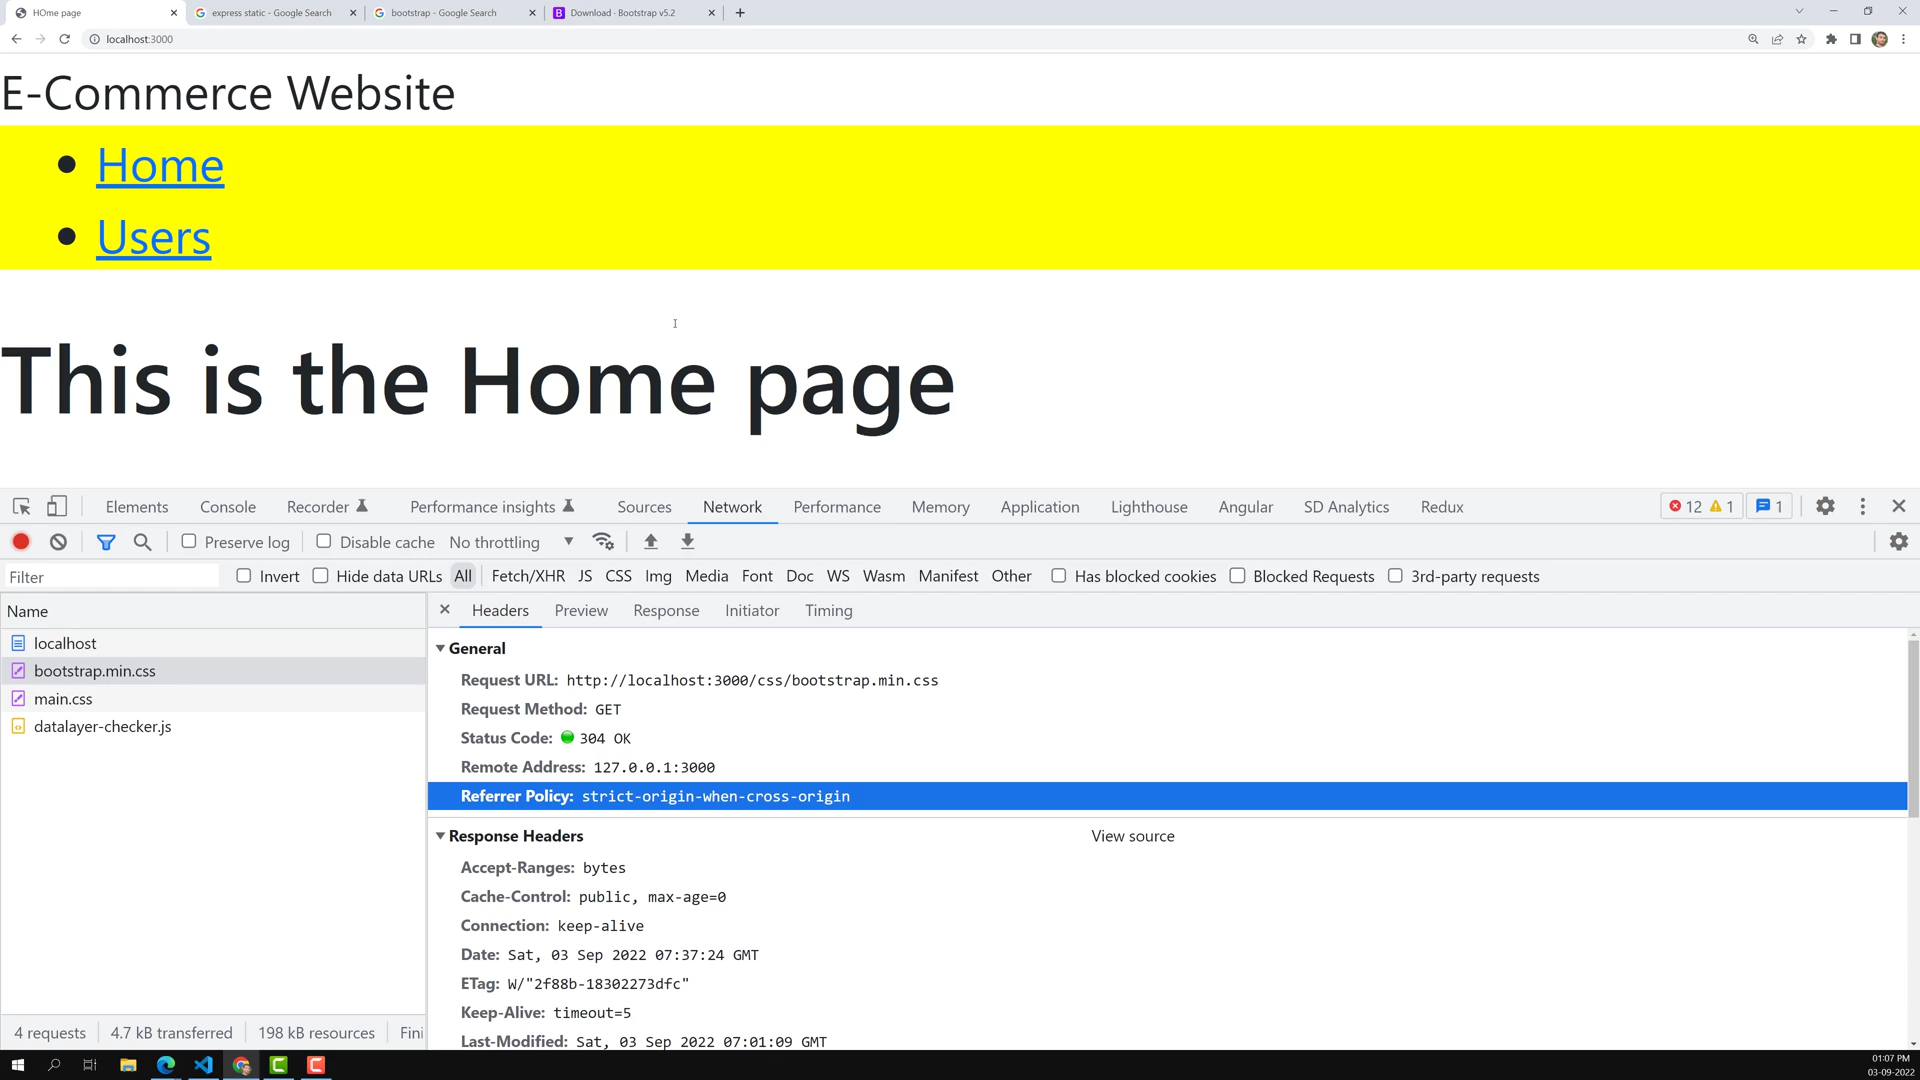 HOme page
express static - Google Search
bootstrap - Google Search
Download · Bootstrap v5.2
localhost:3000
E-Commerce Website
Home
Users
This is the Home page
Elements Console Recorder Performance insights Sources Network Performance Memory Application Lighthouse Angular SD Analytics Redux 12 1 1
Preserve log Disable cache No throttling
Filter Invert Hide data URLs All Fetch/XHR JS CSS Img Media Font Doc WS Wasm Manifest Other Has blocked cookies Blocked Requests 3rd-party requests
Name
localhost
bootstrap.min.css
main.css
datalayer-checker.js
4 requests 4.7 kB transferred 198 kB resources Fini
Headers Preview Response Initiator Timing
General
Request URL: http://localhost:3000/css/bootstrap.min.css
Request Method: GET
Status Code: 304 OK
Remote Address: 127.0.0.1:3000
Referrer Policy: strict-origin-when-cross-origin
Response Headers View source
Accept-Ranges: bytes
Cache-Control: public, max-age=0
Connection: keep-alive
Date: Sat, 03 Sep 2022 07:37:24 GMT
ETag: W/"2f88b-18302273dfc"
Keep-Alive: timeout=5
Last-Modified: Sat, 03 Sep 2022 07:01:09 GMT
01:07 PM
03-09-2022